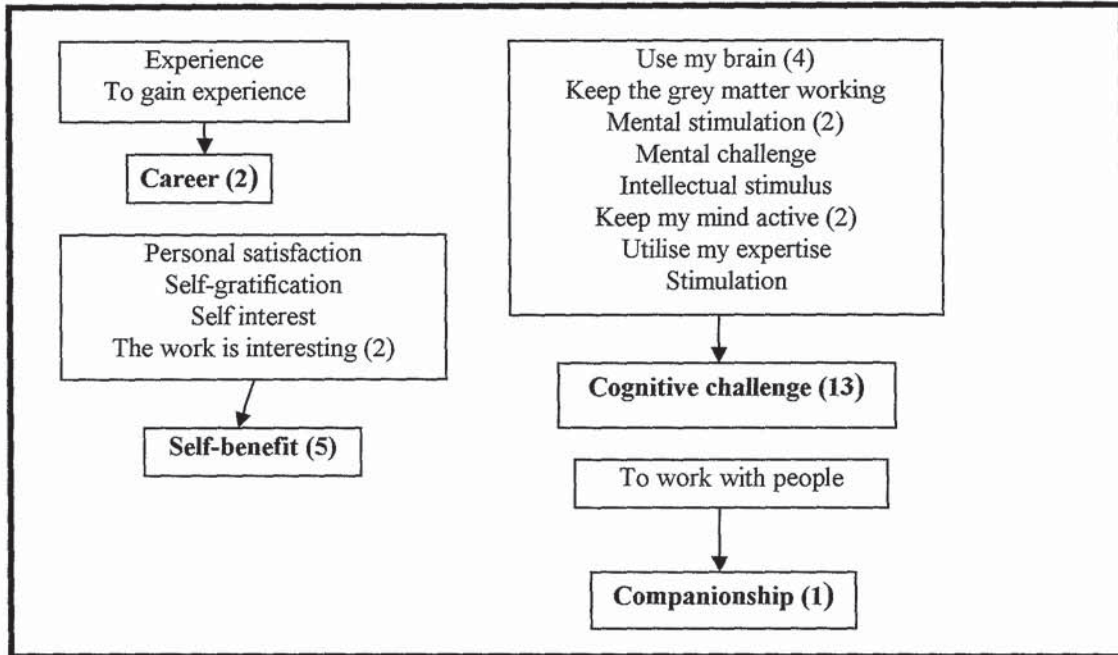 Experience
To gain experience
Career (2)
Personal satisfaction
Self-gratification
Self interest
The work is interesting (2)
Self-benefit (5)
Use my brain (4)
Keep the grey matter working
Mental stimulation (2)
Mental challenge
Intellectual stimulus
Keep my mind active (2)
Utilise my expertise
Stimulation
Cognitive challenge (13)
To work with people
Companionship (1)